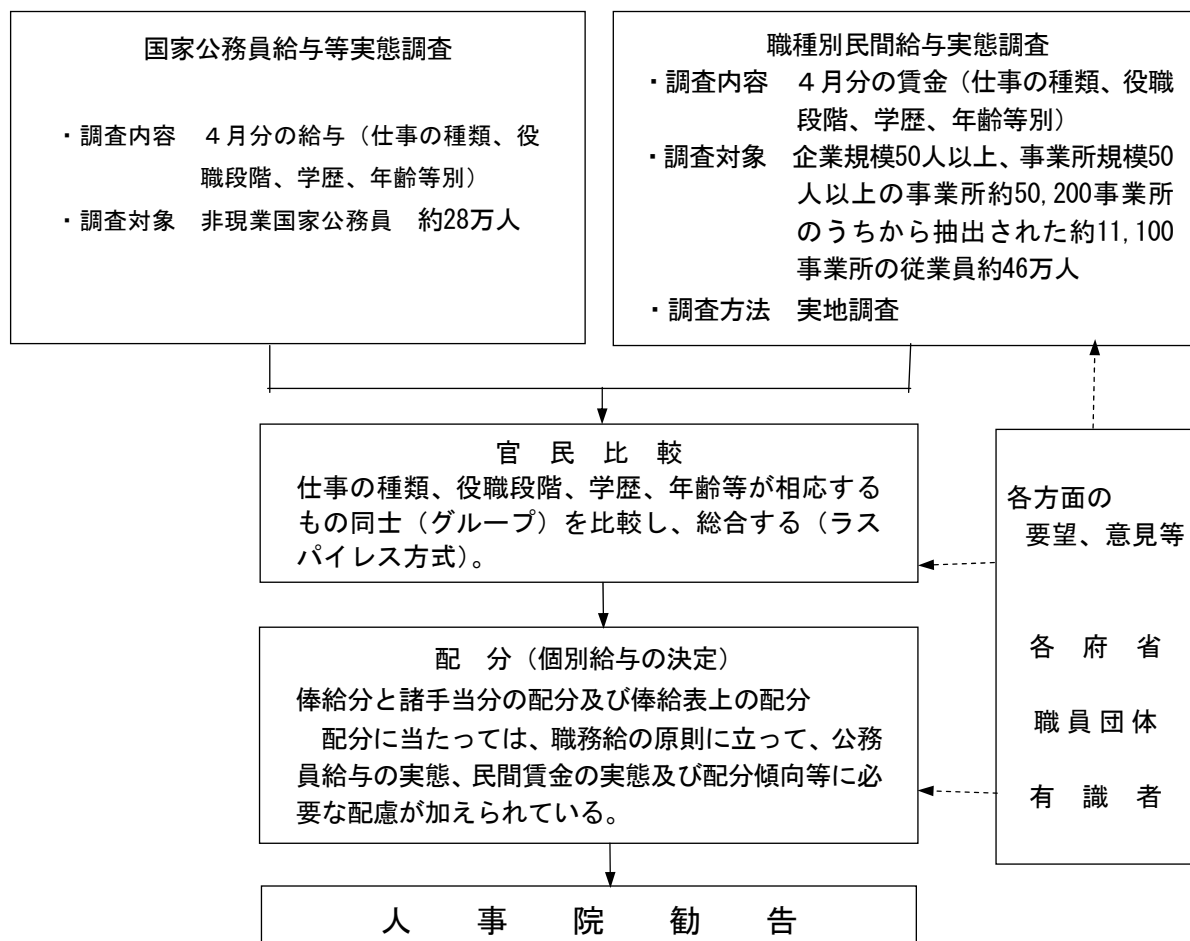 国家公務員給与等実態調査
・調査内容　４月分の給与（仕事の種類、役
職段階、学歴、年齢等別）
・調査対象　非現業国家公務員　約28万人
職種別民間給与実態調査
・調査内容　４月分の賃金（仕事の種類、役職
段階、学歴、年齢等別）
・調査対象　企業規模50人以上、事業所規模50
人以上の事業所約50,200事業所
のうちから抽出された約11,100
事業所の従業員約46万人
・調査方法　実地調査
官　民　比　較
仕事の種類、役職段階、学歴、年齢等が相応する
もの同士（グループ）を比較し、総合する（ラス
パイレス方式）。
各方面の
要望、意見等
各　府　省
職員団体
有　識　者
配　分（個別給与の決定）
俸給分と諸手当分の配分及び俸給表上の配分
　配分に当たっては、職務給の原則に立って、公務
員給与の実態、民間賃金の実態及び配分傾向等に必
要な配慮が加えられている。
人　事　院　勧　告